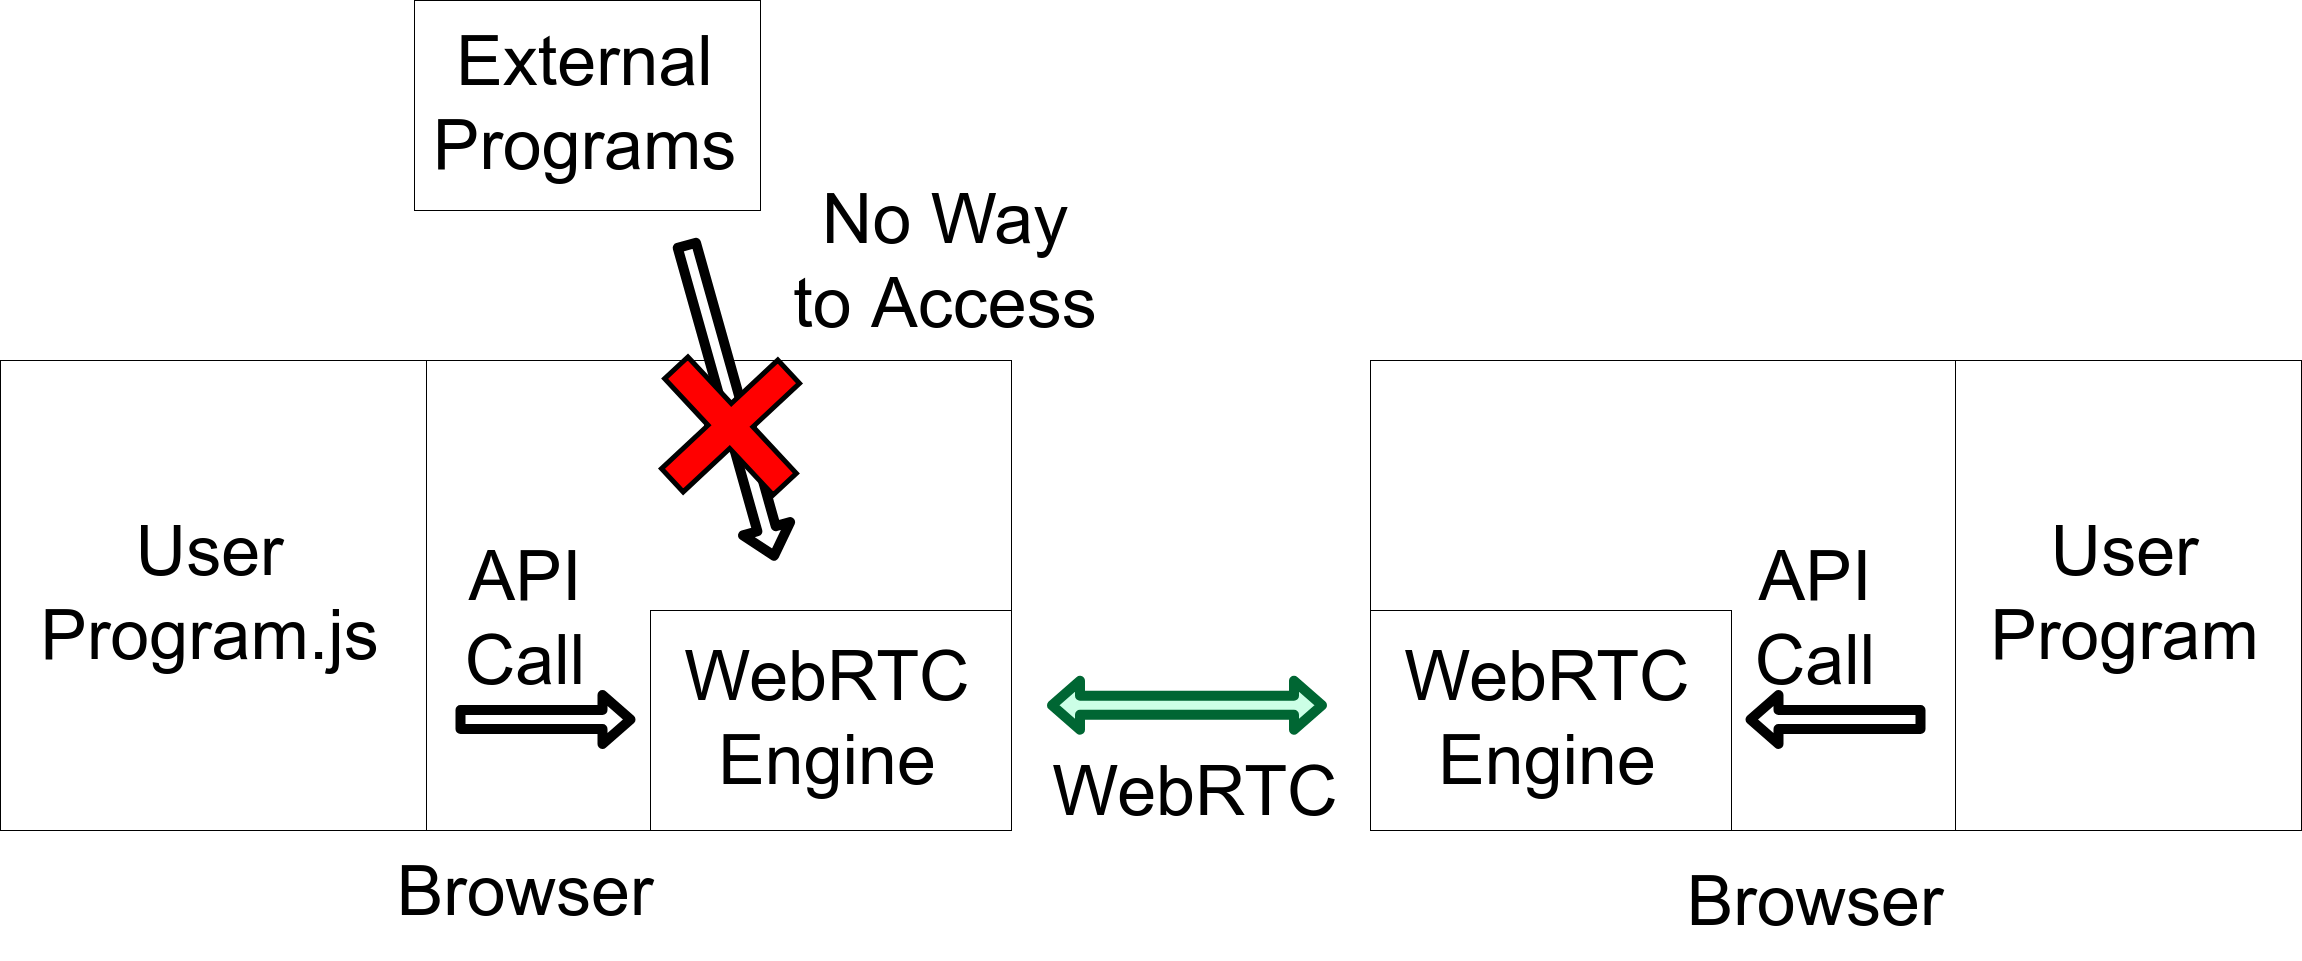 External
Programs
No Way
to Access
User
Program.js
API
Call
WebRTC
Engine
WebRTC
WebRTC
Engine
API
Call
User
Program
Browser
Browser